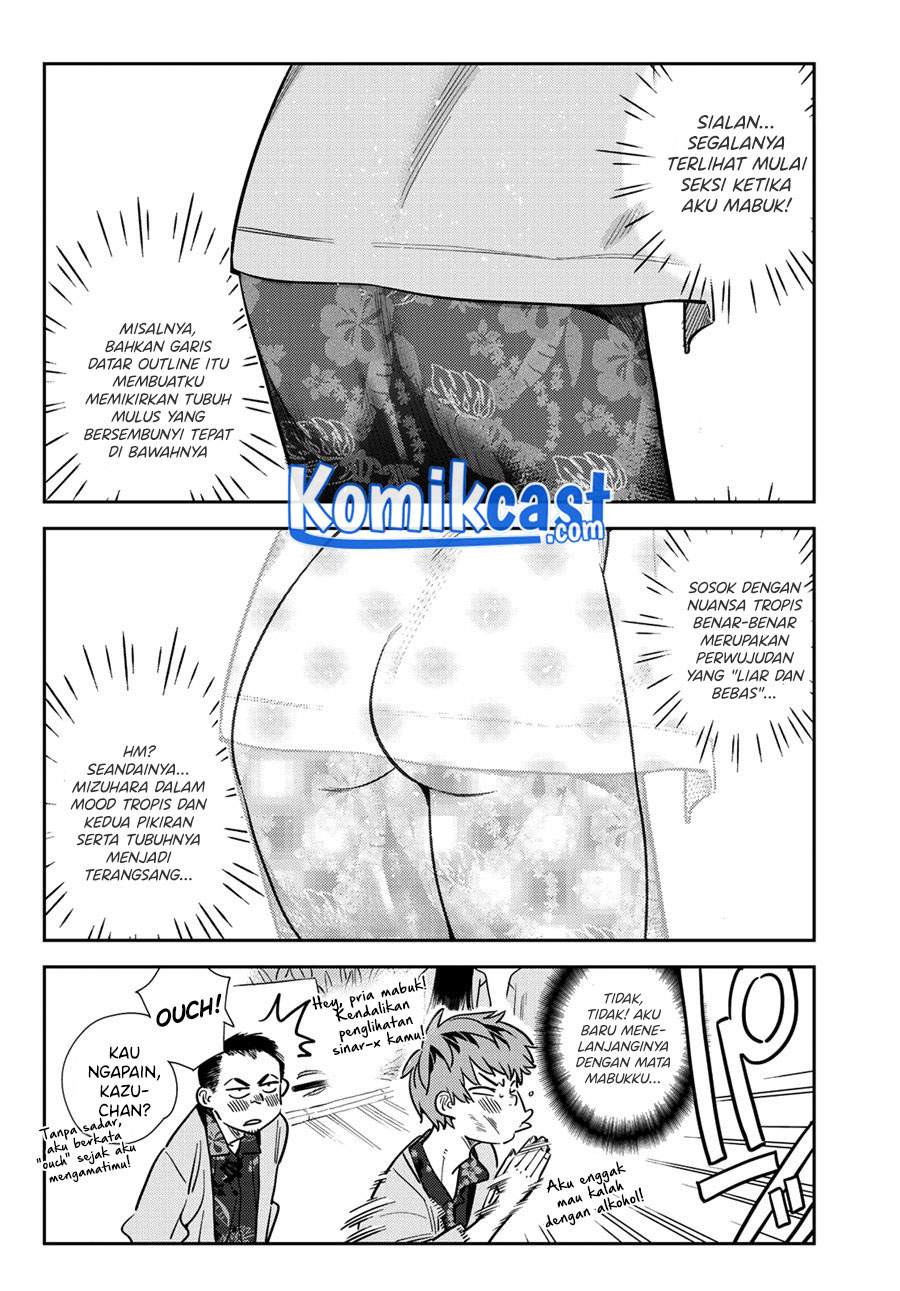 SIALAN...
SEGALANYA
TERLIHAT MULAI
SEKSI KETIKA
AKU MABUK!
MISALNYA,
BAHKAN GARIS
DATAR OUTLINE ITU
MEMBUATKU
MEMIKIRKAN TUBUH
MULUS YANG
BERSEMBUNYI TEPAT
DI BAWAHNYA
Komikcast
.com
SOSOK DENGAN
NUANSA TROPIS
BENAR-BENAR
MERUPAKAN
PERWUJUDAN
YANG "LIAR DAN
BEBAS"...
HM?
SEANDAINYA...
MIZUHARA DALAM
MOOD TROPIS DAN
KEDUA PIKIRAN
SERTA TUBUHNYA
MENJADI
TERANGSANG...
TIDAK,
TIDAK! AKU
BARU MENE-
LANJANGINYA
DENGAN MATA
MABUKKU...
Hey, pria mabuk!
Kendalikan
penglihatan
sinar-x kamu!
OUCH!
KAU
NGAPAIN,
KAZU-
CHAN?
Tanpa sadar,
aku berkata
"ouch" sejak aku
mengamatimu!
Aku enggak
mau kalah
dengan alkohol!